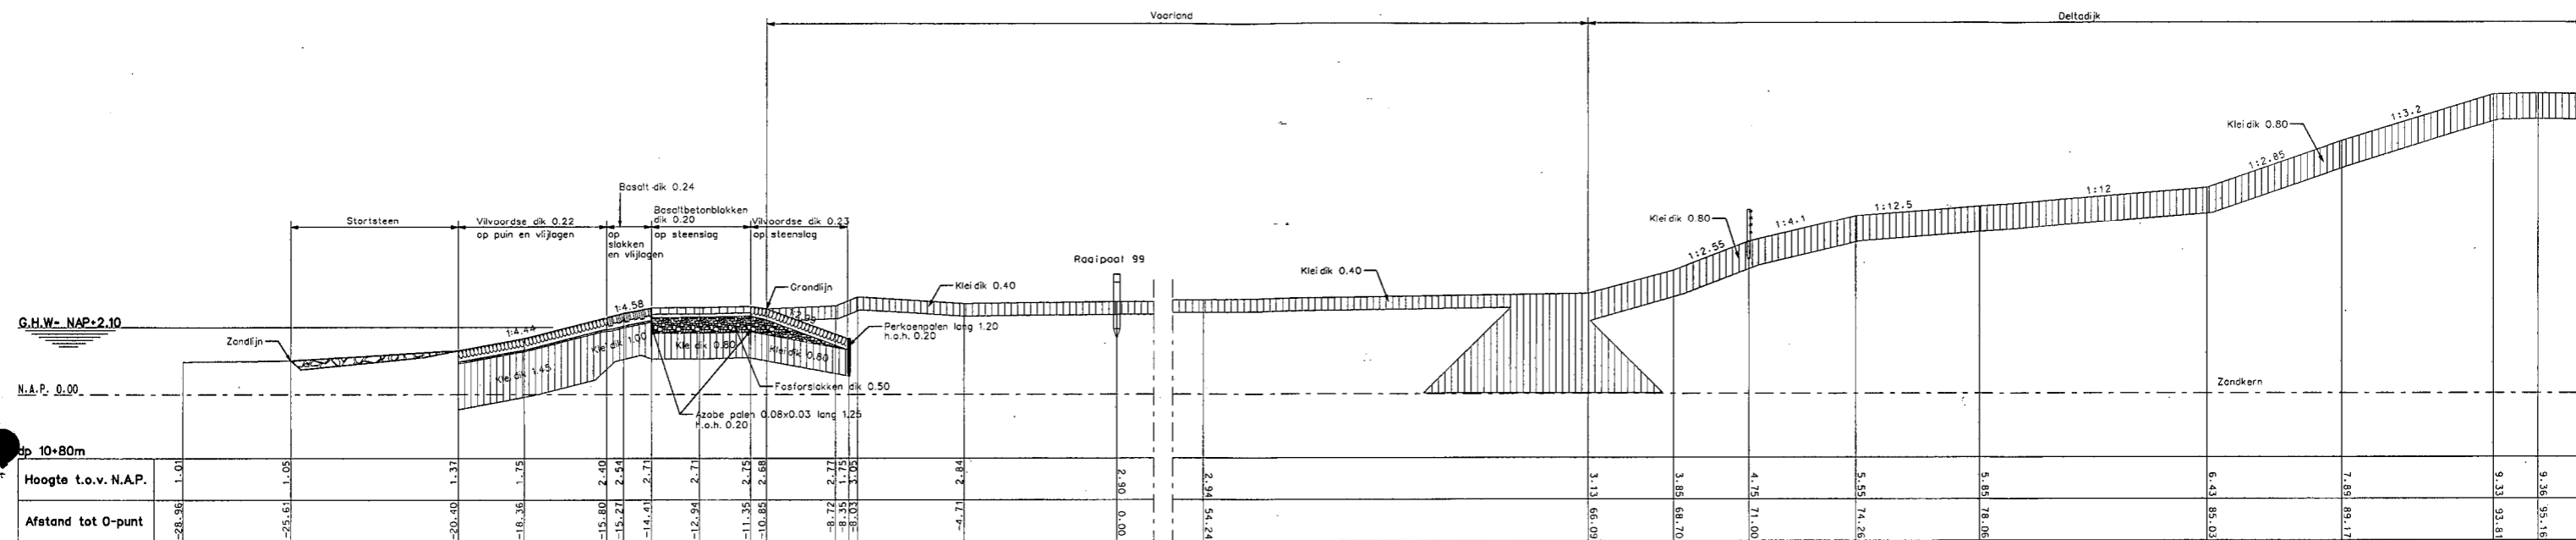 Voorland
Deltadijk
1:3.2
Klei dik 0.80
1:2.85
Basalt dik 0.24
1:12
Basaltbetonblokken
dik 0.20
op steenslag
1:12.5
Stortsteen
Vilvoordse dik 0.22
op puin en vlijlagen
Vilvoordse dik 0.23
op steenslag
Klei dik 0.80
1:4.1
op
slakken
en vlijlagen
1:2.55
Raaipaal 99
Klei dik 0.40
Grondlijn
Klei dik 0.40
1:4.58
G.H.W= NAP+2.10
1:4.44
Perkoenpalen lang 1.20
h.o.h. 0.20
Zandlijn
Klei dik 1.00
Klei dik 0.80
Klei dik 0.80
Klei dik 1.45
Fosforslakken dik 0.50
N.A.P. 0.00
Zandkern
Azobe palen 0.08x0.03 lang 1.25
h.o.h. 0.20
dp 10+80m
Hoogte t.o.v. N.A.P.
1.01 1.05 1.37 1.75 2.40 2.54 2.71 2.71 2.75 2.68 2.77 1.75 3.05 2.84 2.90 2.94 3.13 3.85 4.75 5.55 5.85 6.43 7.89 9.33 9.36
Afstand tot 0-punt
-28.96 -25.61 -20.40 -18.36 -15.80 -15.27 -14.41 -12.94 -11.35 -10.85 -8.72 -8.35 -8.03 -4.71 0.00 54.24 66.09 68.70 71.00 74.26 78.06 85.03 89.17 93.81 95.16